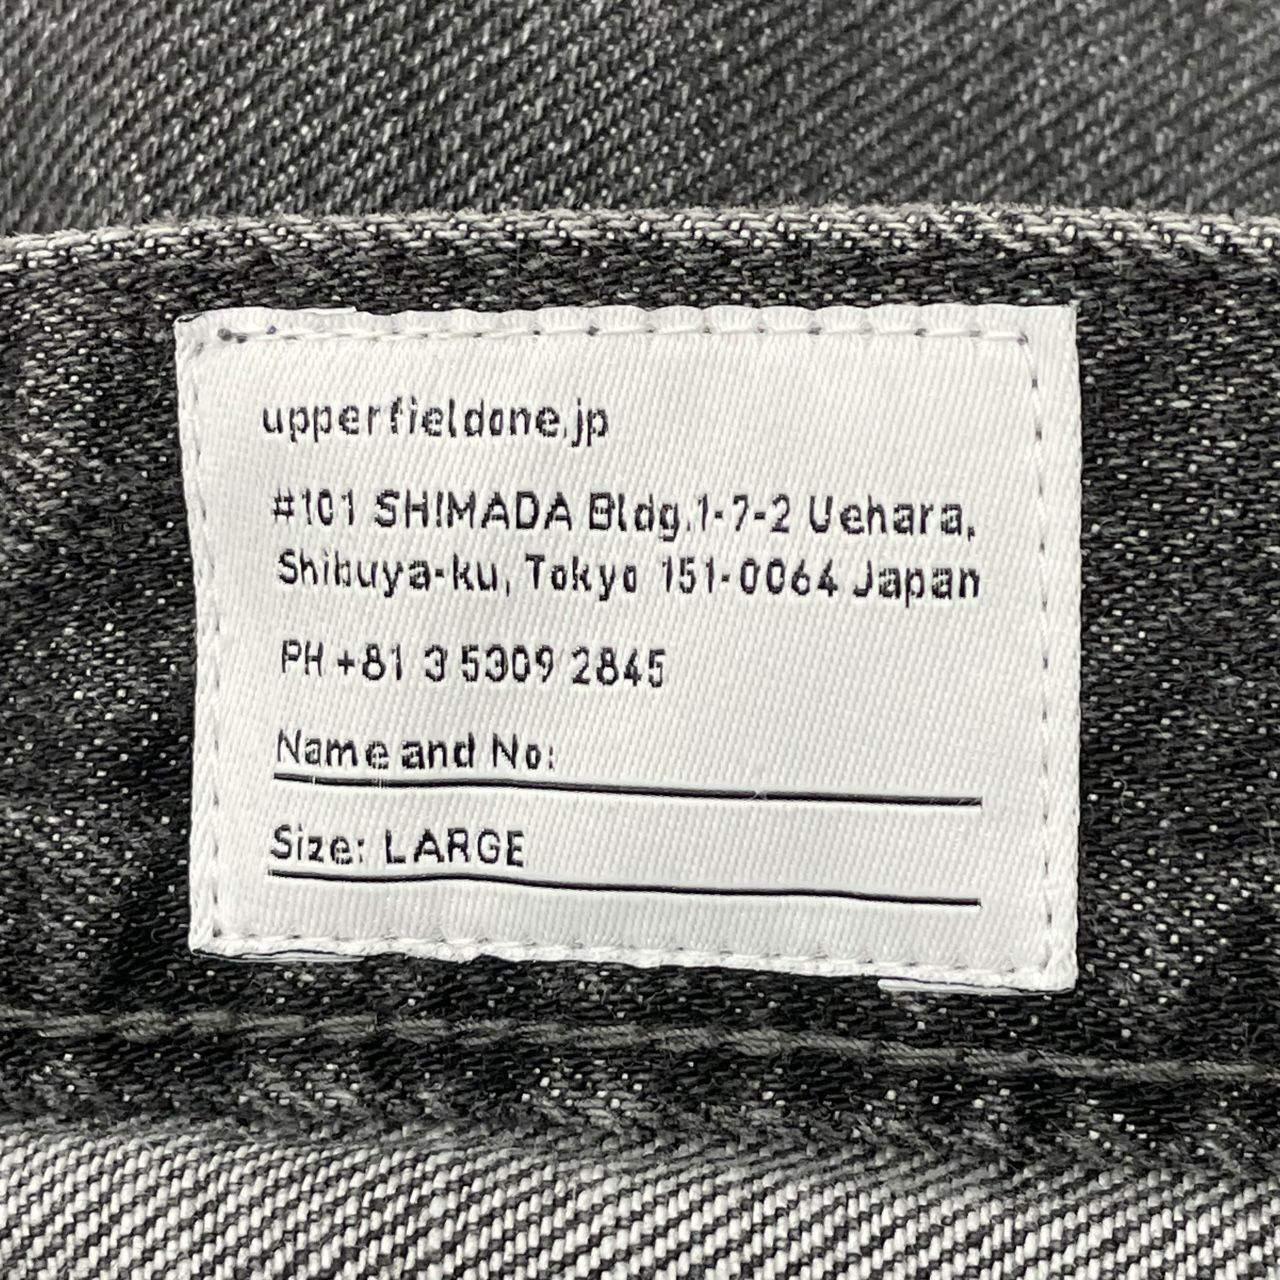 upperfieldone.jp
#101 SHIMADA Bldg.1-7-2 Uehara,
Shibuya-ku, Tokyo 151-0064 Japan
PH +81 3 5309 2845
Name and No:
Size: LARGE